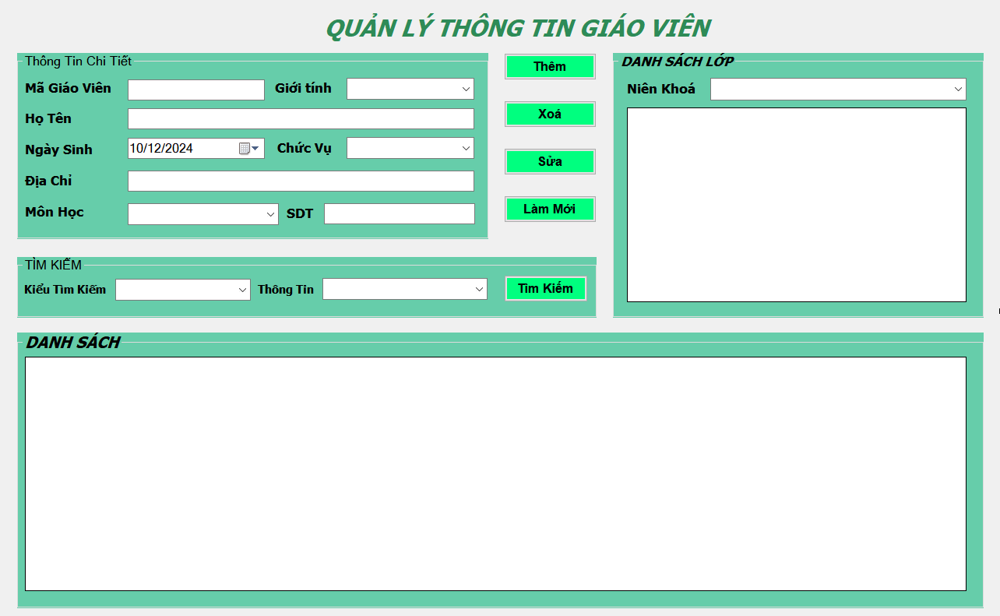 QUẢN LÝ THÔNG TIN GIÁO VIÊN
Thông Tin Chi Tiết
Mã Giáo Viên
Giới tính
Họ Tên
Ngày Sinh
10/12/2024
Chức Vụ
Địa Chỉ
Môn Học
SDT
Thêm
Xoá
Sửa
Làm Mới
DANH SÁCH LỚP
Niên Khoá
TÌM KIẾM
Kiểu Tìm Kiếm
Thông Tin
Tìm Kiếm
DANH SÁCH